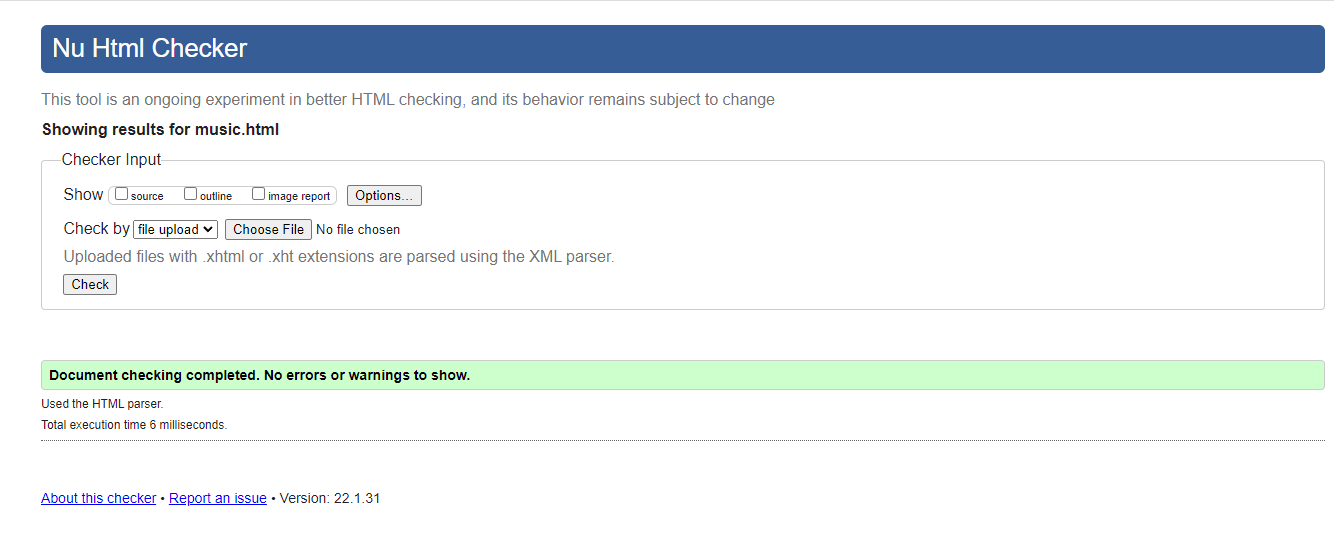 Nu Html Checker
This tool is an ongoing experiment in better HTML checking, and its behavior remains subject to change
Showing results for music.html
Checker Input
Show source outline image report Options...
Check by file upload Choose File No file chosen
Uploaded files with .xhtml or .xht extensions are parsed using the XML parser.
Check
Document checking completed. No errors or warnings to show.
Used the HTML parser.
Total execution time 6 milliseconds.
About this checker • Report an issue • Version: 22.1.31